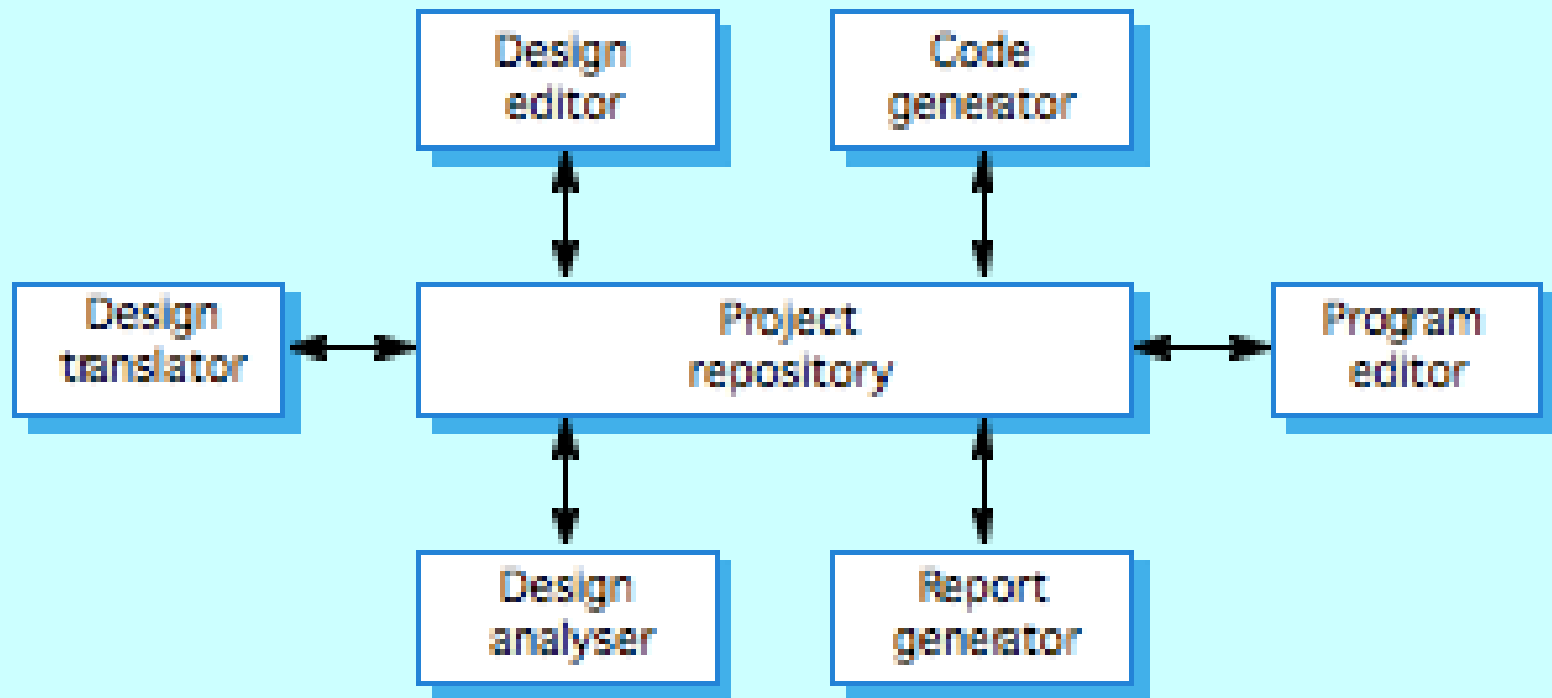 Design
editor
Code
generator
Design
translator
Project
repository
Program
editor
Design
analyser
Report
generator